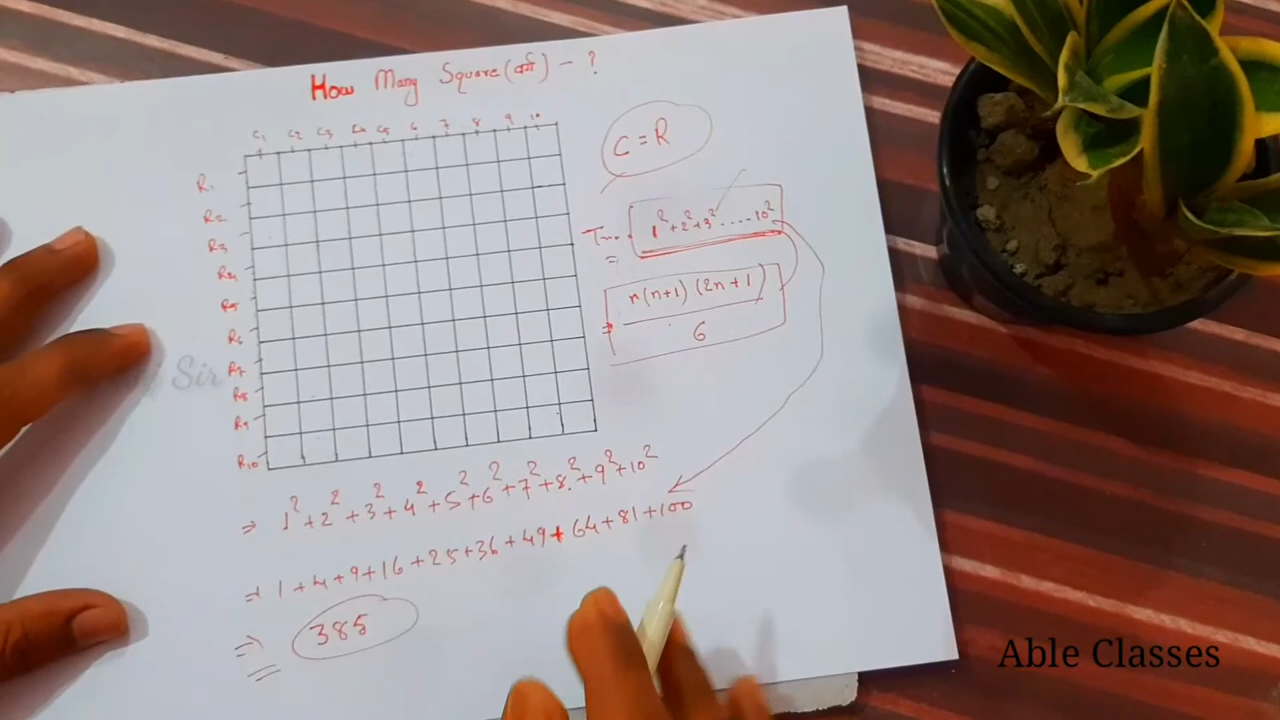 How Many Square (वर्ग) - ?
C1 C2 C3 C4 C5 6 7 8 9 10
R1
R2
R3
R4
R5
R6
R7
R8
R9
R10
C = R
1² + 2² + 3² ..... 10²
=
⇒ n(n+1) (2n+1)
6
Sir
⇒ 1² + 2² + 3² + 4² + 5² + 6² + 7² + 8² + 9² + 10²
⇒ 1 + 4 + 9 + 16 + 25 + 36 + 49 + 64 + 81 + 100
⇒ 385
Able Classes